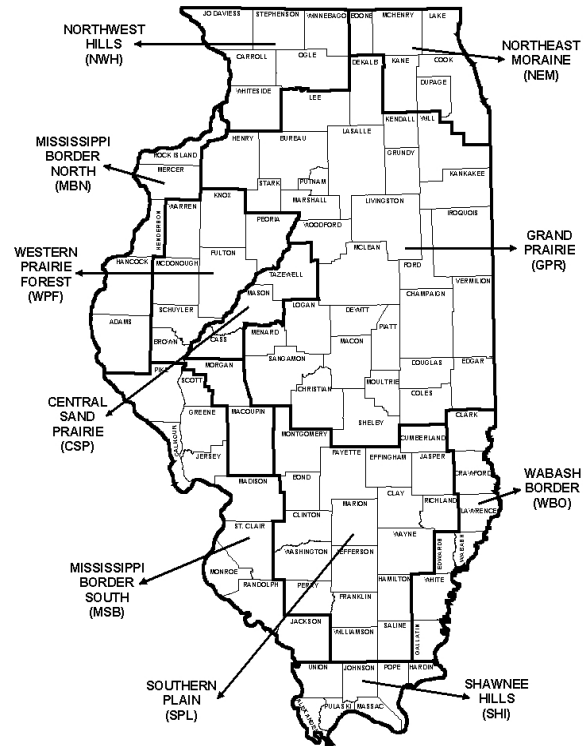 JO DAVIESS
STEPHENSON
WINNEBAGO
BOONE
MCHENRY
LAKE
NORTHWEST
HILLS
(NWH)
NORTHEAST
MORAINE
(NEM)
CARROLL
OGLE
DEKALB
KANE
COOK
DUPAGE
WHITESIDE
LEE
KENDALL
WILL
HENRY
BUREAU
LASALLE
GRUNDY
MISSISSIPPI
BORDER
NORTH
(MBN)
ROCK ISLAND
MERCER
KANKAKEE
STARK
PUTNAM
MARSHALL
LIVINGSTON
KNOX
WARREN
HENDERSON
PEORIA
WOODFORD
IROQUOIS
GRAND
PRAIRIE
(GPR)
WESTERN
PRAIRIE
FOREST
(WPF)
HANCOCK
MCDONOUGH
FULTON
TAZEWELL
MCLEAN
FORD
MASON
LOGAN
CHAMPAIGN
VERMILION
ADAMS
SCHUYLER
BROWN
CASS
MENARD
DEWITT
PIATT
MACON
SANGAMON
DOUGLAS
EDGAR
PIKE
MORGAN
SCOTT
CHRISTIAN
MOULTRIE
COLES
CENTRAL
SAND
PRAIRIE
(CSP)
GREENE
MACOUPIN
SHELBY
CLARK
CALHOUN
JERSEY
MONTGOMERY
FAYETTE
EFFINGHAM
CUMBERLAND
JASPER
CRAWFORD
WABASH
BORDER
(WBO)
MADISON
BOND
CLAY
RICHLAND
LAWRENCE
MARION
CLINTON
ST. CLAIR
WAYNE
EDWARDS
WABASH
WASHINGTON
JEFFERSON
MISSISSIPPI
BORDER
SOUTH
(MSB)
MONROE
RANDOLPH
PERRY
HAMILTON
WHITE
FRANKLIN
JACKSON
WILLIAMSON
SALINE
GALLATIN
UNION
JOHNSON
POPE
HARDIN
SOUTHERN
PLAIN
(SPL)
SHAWNEE
HILLS
(SHI)
ALEXANDER
PULASKI
MASSAC